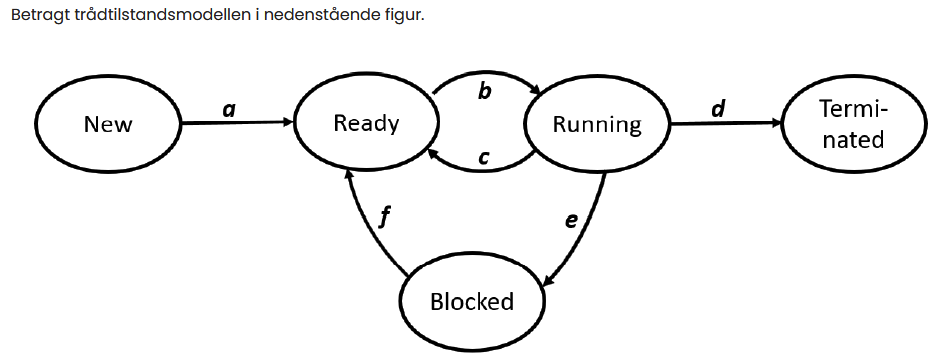 Betragt trådtilstandsmodellen i nedenstående figur.
New
a
Ready
b
c
Running
d
Termi-
nated
f
e
Blocked